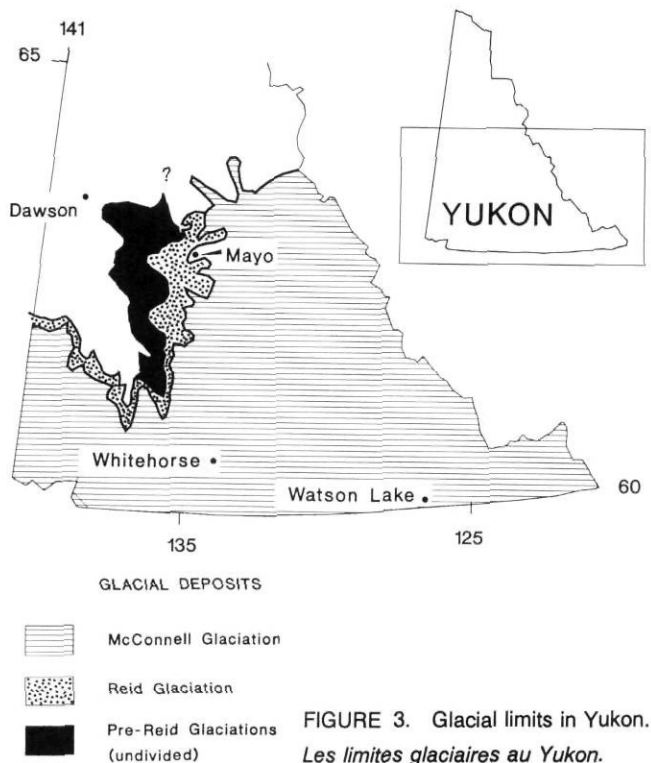 141
65
?
Dawson
Mayo
YUKON
Whitehorse
Watson Lake
60
135
125
GLACIAL DEPOSITS
McConnell Glaciation
Reid Glaciation
Pre-Reid Glaciations
(undivided)
FIGURE 3. Glacial limits in Yukon.
Les limites glaciaires au Yukon.